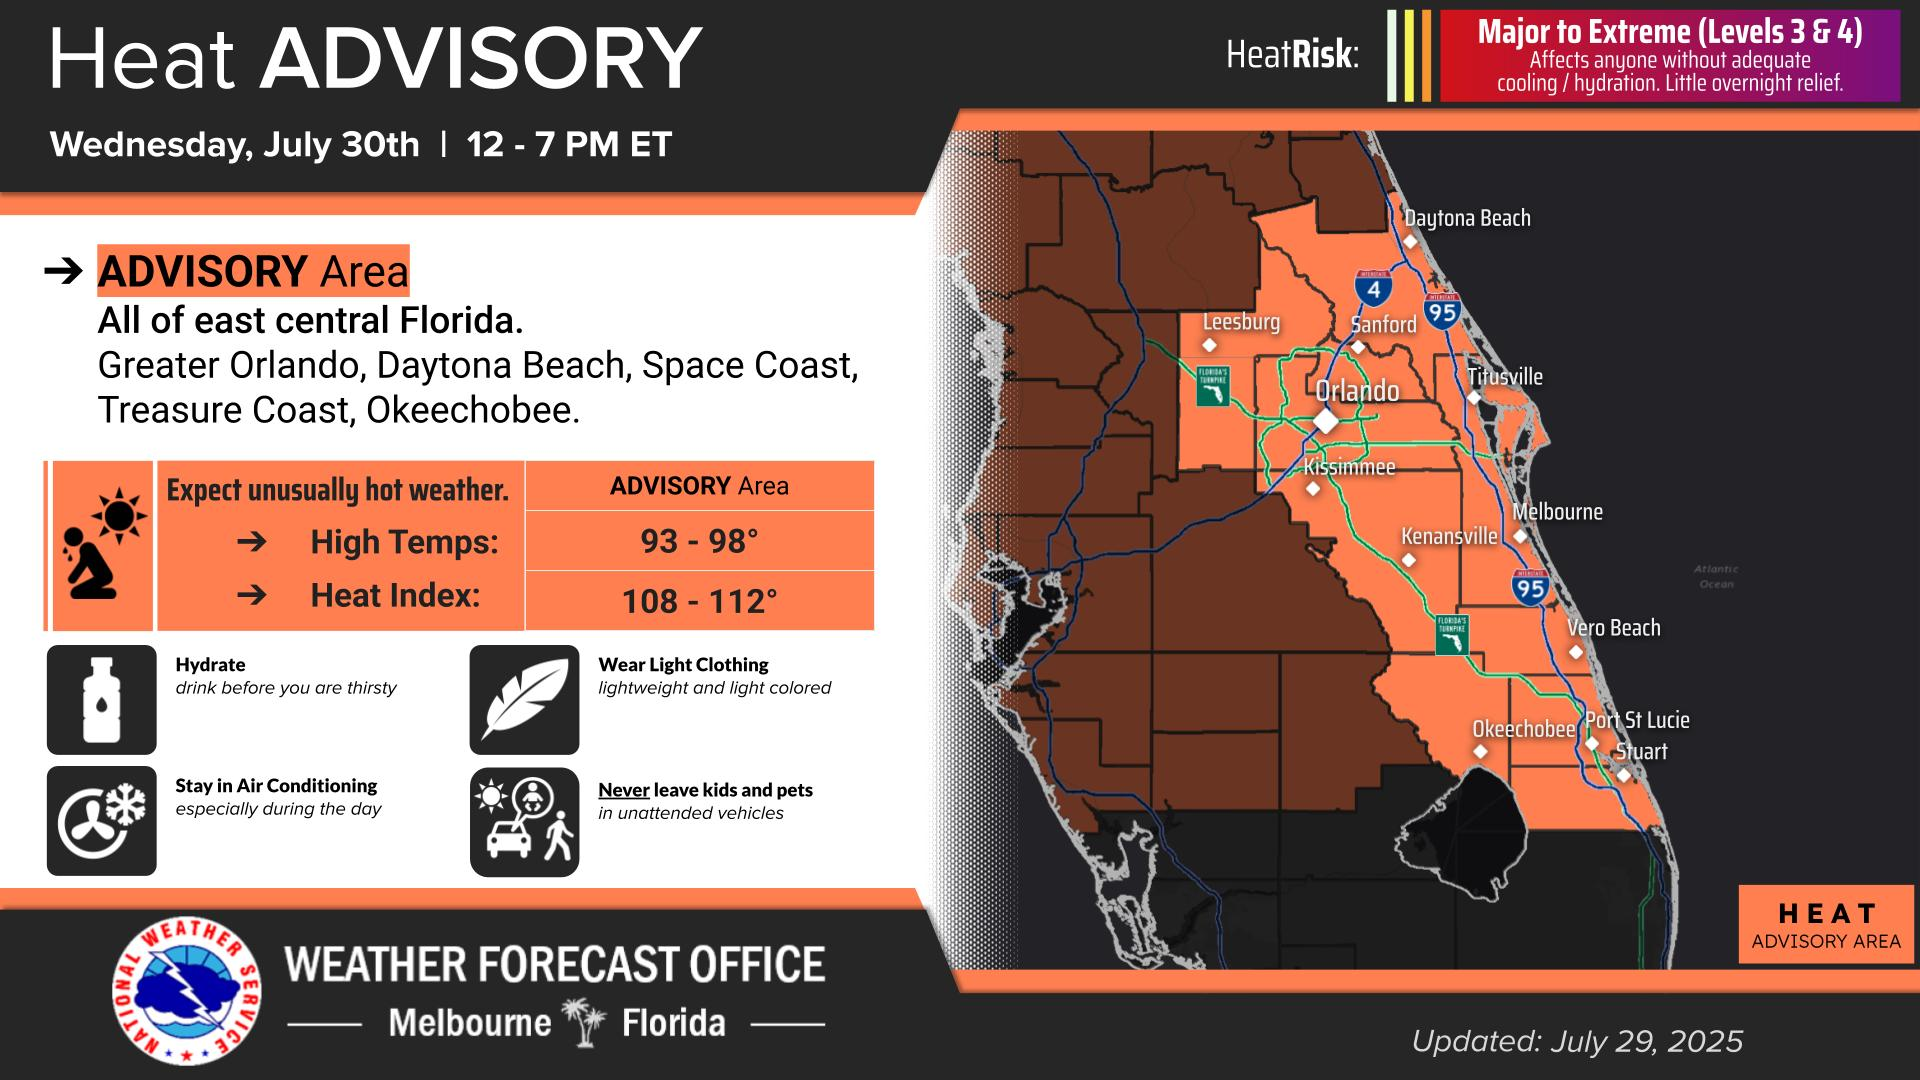 Heat ADVISORY
Wednesday, July 30th | 12 - 7 PM ET
HeatRisk:
Major to Extreme (Levels 3 & 4)
Affects anyone without adequate
cooling / hydration. Little overnight relief.
➔ ADVISORY Area
All of east central Florida.
Greater Orlando, Daytona Beach, Space Coast,
Treasure Coast, Okeechobee.
Expect unusually hot weather.
ADVISORY Area
➔ High Temps:
93 - 98°
➔ Heat Index:
108 - 112°
Hydrate
drink before you are thirsty
Wear Light Clothing
lightweight and light colored
Stay in Air Conditioning
especially during the day
Never leave kids and pets
in unattended vehicles
Daytona Beach
INTERSTATE
4
INTERSTATE
95
Leesburg
Sanford
FLORIDA'S
TURNPIKE
Titusville
Orlando
Kissimmee
Melbourne
Kenansville
Atlantic
Ocean
INTERSTATE
95
FLORIDA'S
TURNPIKE
Vero Beach
Okeechobee
Port St Lucie
Stuart
HEAT
ADVISORY AREA
NATIONAL WEATHER SERVICE
WEATHER FORECAST OFFICE
Melbourne Florida
Updated: July 29, 2025